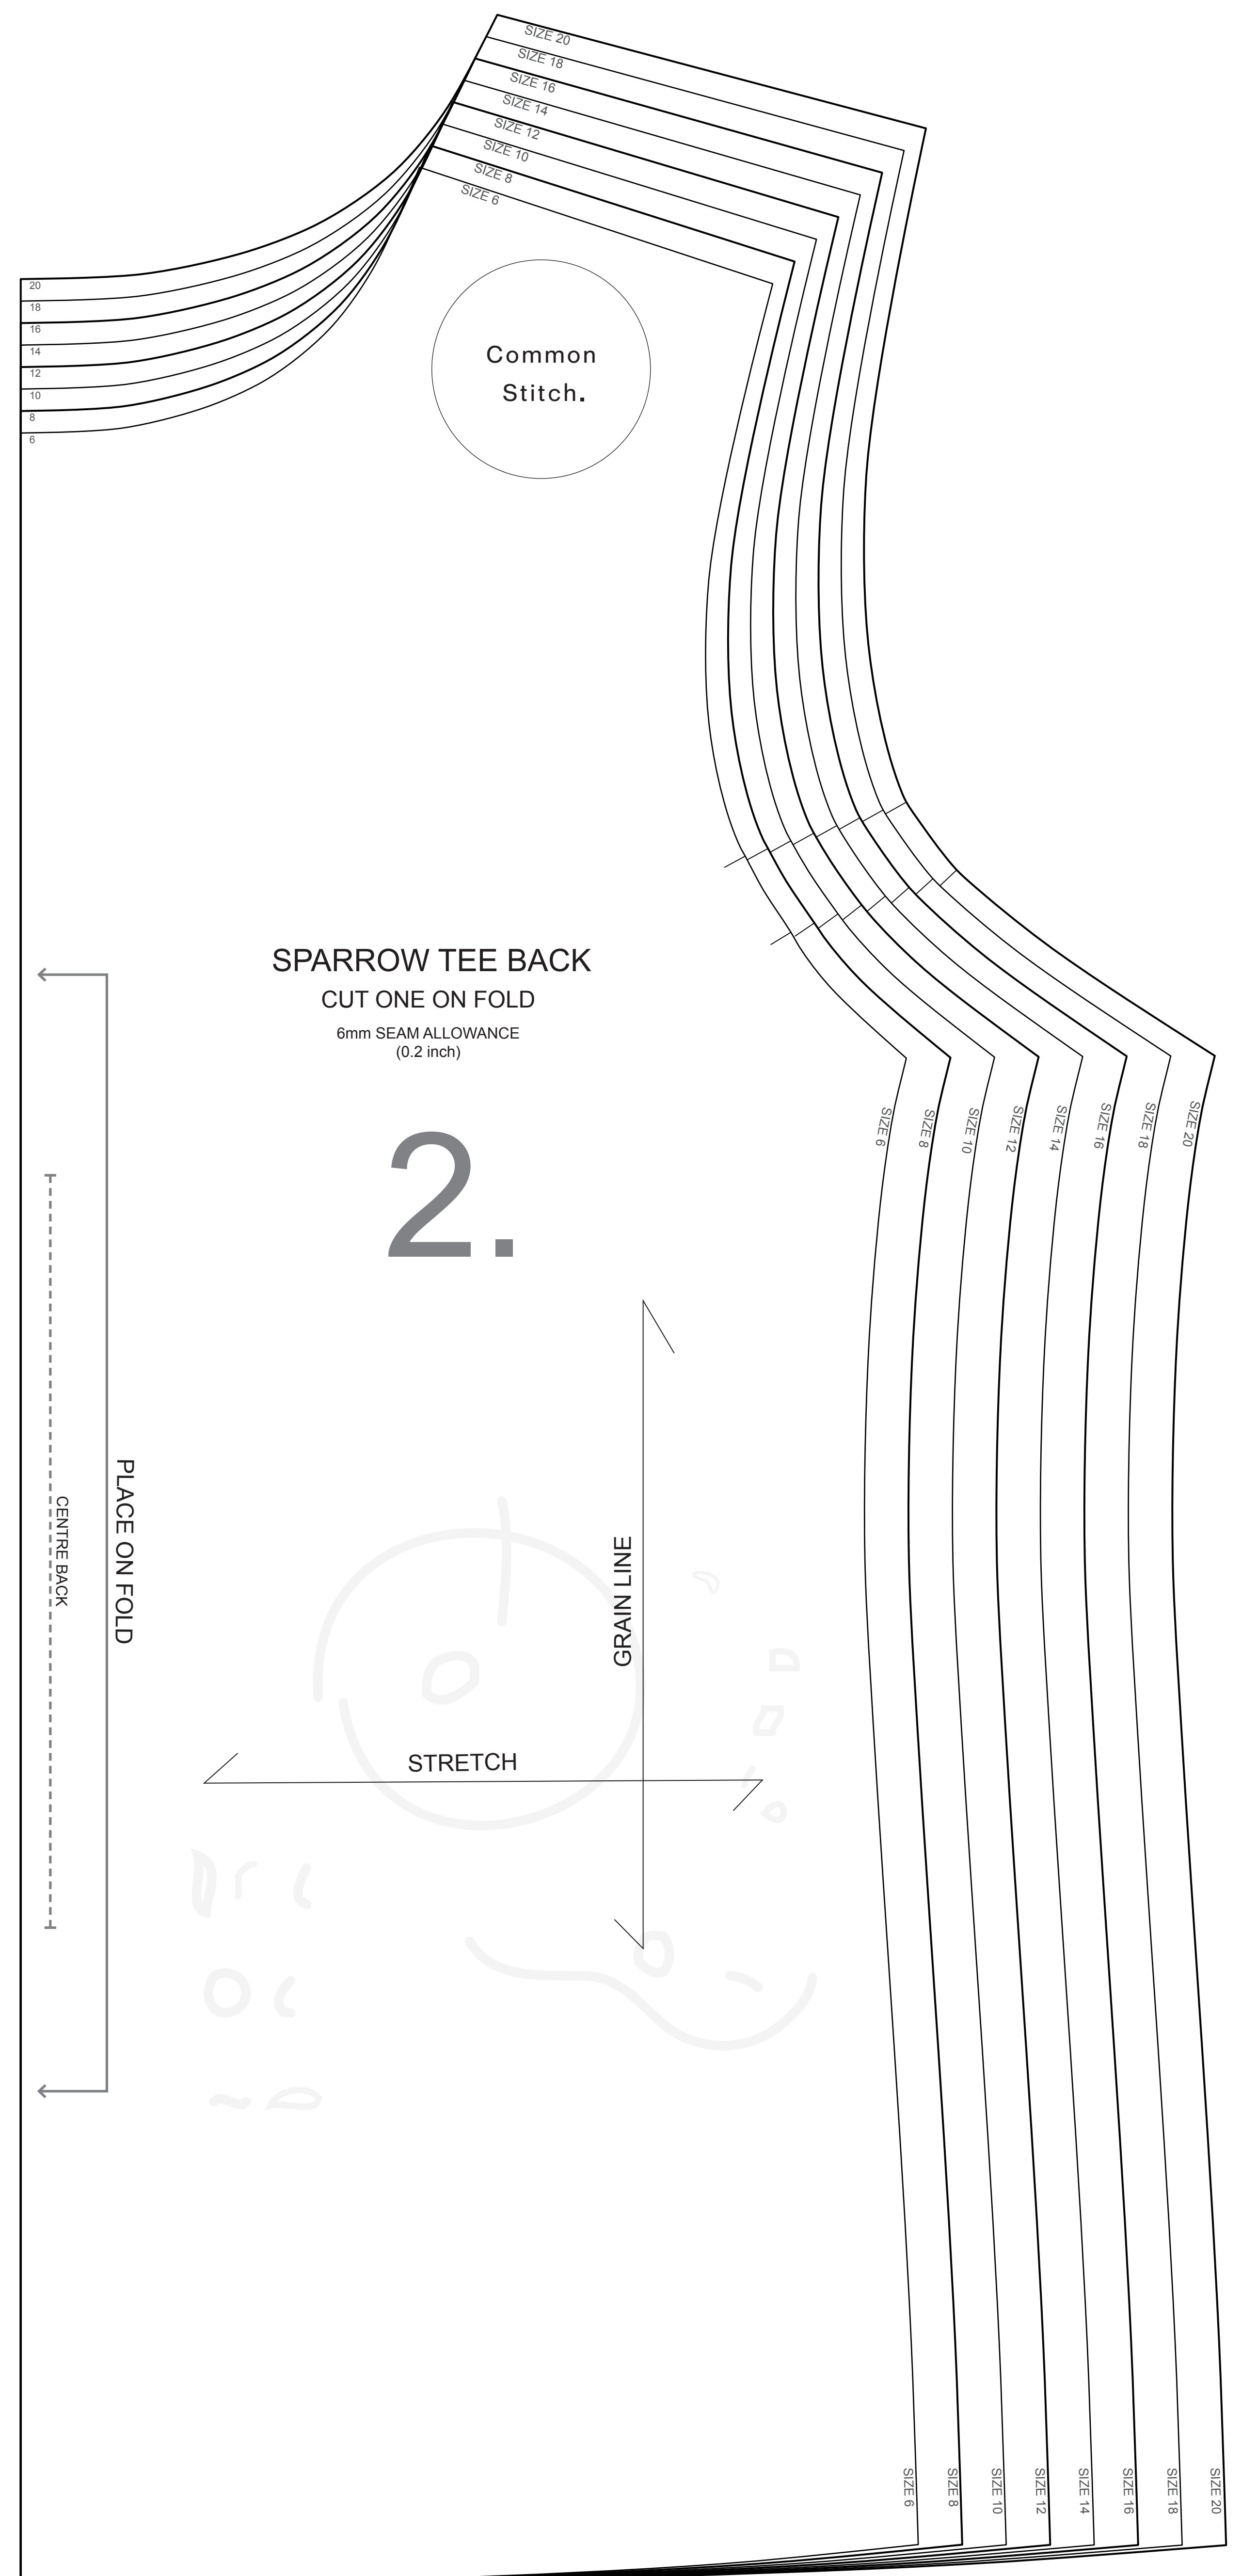 SIZE 20
SIZE 18
SIZE 16
SIZE 14
SIZE 12
SIZE 10
SIZE 8
SIZE 6
20
18
16
14
12
10
8
6
Common
Stitch.
SPARROW TEE BACK
CUT ONE ON FOLD
6mm SEAM ALLOWANCE
(0.2 inch)
2.
SIZE 6
SIZE 8
SIZE 10
SIZE 12
SIZE 14
SIZE 16
SIZE 18
SIZE 20
PLACE ON FOLD
CENTRE BACK
GRAIN LINE
STRETCH
SIZE 6
SIZE 8
SIZE 10
SIZE 12
SIZE 14
SIZE 16
SIZE 18
SIZE 20